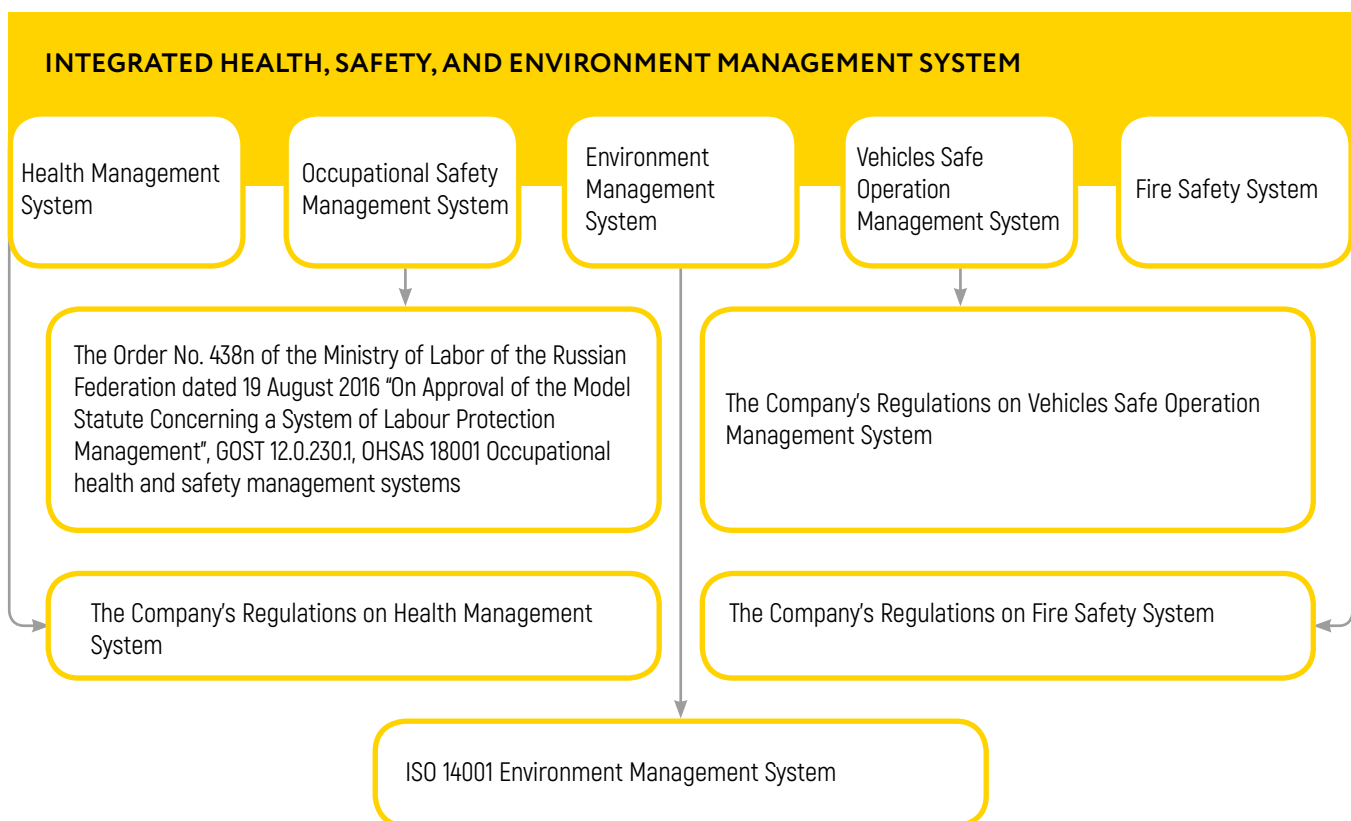 INTEGRATED HEALTH, SAFETY, AND ENVIRONMENT MANAGEMENT SYSTEM
Health Management
System
Occupational Safety
Management System
Environment
Management
System
Vehicles Safe
Operation
Management System
Fire Safety System
The Order No. 438n of the Ministry of Labor of the Russian
Federation dated 19 August 2016 “On Approval of the Model
Statute Concerning a System of Labour Protection
Management”, GOST 12.0.230.1, OHSAS 18001 Occupational
health and safety management systems
The Company’s Regulations on Vehicles Safe Operation
Management System
The Company’s Regulations on Health Management
System
The Company’s Regulations on Fire Safety System
ISO 14001 Environment Management System